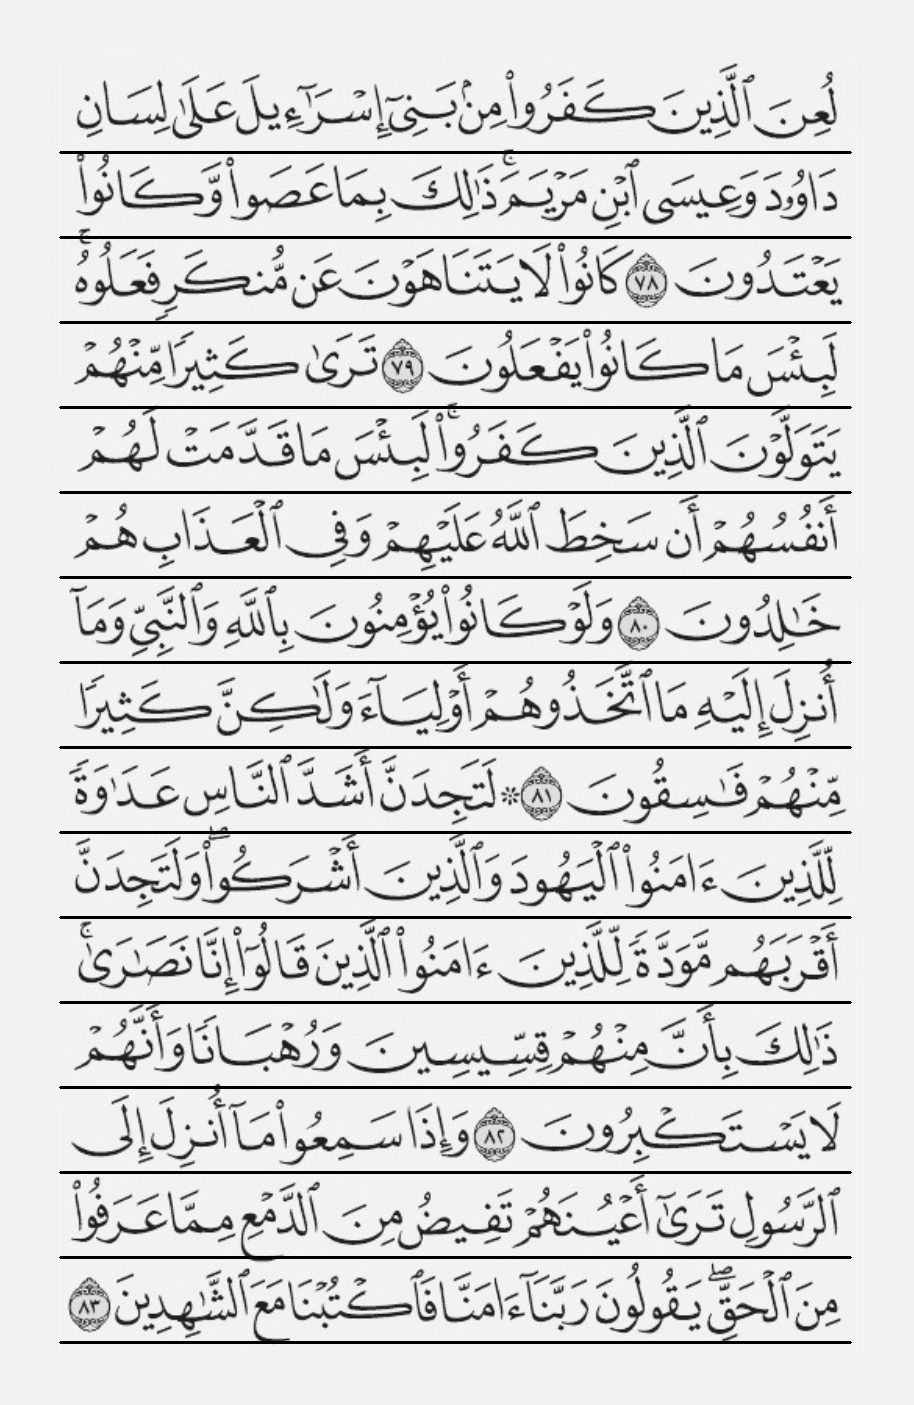 لُعِنَ ٱلَّذِينَ كَفَرُوا۟ مِنۢ بَنِىٓ إِسْرَٰٓءِيلَ عَلَىٰ لِسَانِ
دَاوُۥدَ وَعِيسَى ٱبْنِ مَرْيَمَ ۚ ذَٰلِكَ بِمَا عَصَوا۟ وَّكَانُوا۟
يَعْتَدُونَ ٧٨ كَانُوا۟ لَا يَتَنَاهَوْنَ عَن مُّنكَرٍ فَعَلُوهُ ۚ
لَبِئْسَ مَا كَانُوا۟ يَفْعَلُونَ ٧٩ تَرَىٰ كَثِيرًا مِّنْهُمْ
يَتَوَلَّوْنَ ٱلَّذِينَ كَفَرُوا۟ ۚ لَبِئْسَ مَا قَدَّمَتْ لَهُمْ
أَنفُسُهُمْ أَن سَخِطَ ٱللَّهُ عَلَيْهِمْ وَفِى ٱلْعَذَابِ هُمْ
خَٰلِدُونَ ٨٠ وَلَوْ كَانُوا۟ يُؤْمِنُونَ بِٱللَّهِ وَٱلنَّبِىِّ وَمَآ
أُنزِلَ إِلَيْهِ مَا ٱتَّخَذُوهُمْ أَوْلِيَآءَ وَلَٰكِنَّ كَثِيرًا
مِّنْهُمْ فَٰسِقُونَ ٨١ * لَتَجِدَنَّ أَشَدَّ ٱلنَّاسِ عَدَٰوَةً
لِّلَّذِينَ ءَامَنُوا۟ ٱلْيَهُودَ وَٱلَّذِينَ أَشْرَكُوا۟ ۖ وَلَتَجِدَنَّ
أَقْرَبَهُم مَّوَدَّةً لِّلَّذِينَ ءَامَنُوا۟ ٱلَّذِينَ قَالُوٓا۟ إِنَّا نَصَٰرَىٰ ۚ
ذَٰلِكَ بِأَنَّ مِنْهُمْ قِسِّيسِينَ وَرُهْبَانًا وَأَنَّهُمْ
لَا يَسْتَكْبِرُونَ ٨٢ وَإِذَا سَمِعُوا۟ مَآ أُنزِلَ إِلَى
ٱلرَّسُولِ تَرَىٰٓ أَعْيُنَهُمْ تَفِيضُ مِنَ ٱلدَّمْعِ مِمَّا عَرَفُوا۟
مِنَ ٱلْحَقِّ ۖ يَقُولُونَ رَبَّنَآ ءَامَنَّا فَٱكْتُبْنَا مَعَ ٱلشَّٰهِدِينَ ٨٣